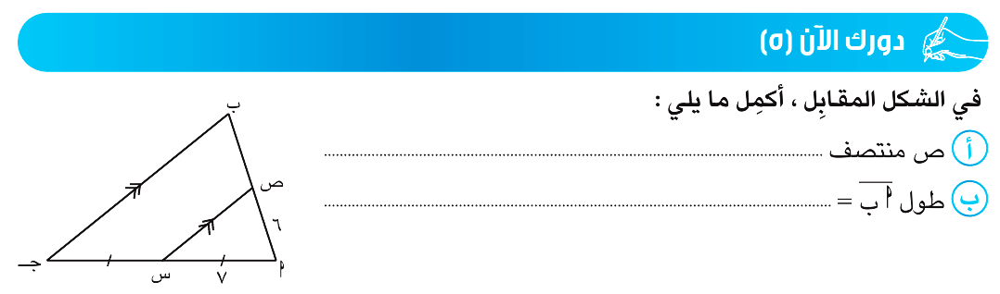 دورك الآن (٥)
في الشكل المقابِل ، أكمِل ما يلي :
أ ص منتصف ..........................................................
ب طول م ب = ..........................................................
ب
ص
٦
جـ
س
٧
م